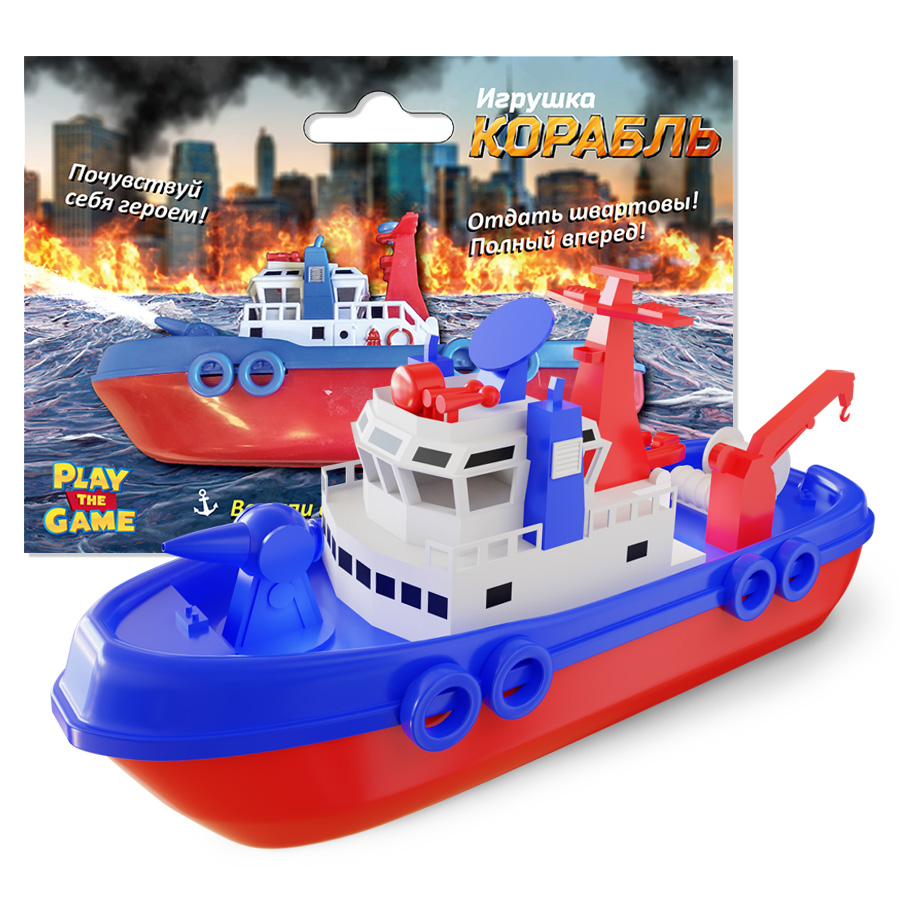 Игрушка
КОРАБЛЬ
Почувствуй
себя героем!
Отдать швартовы!
Полный вперед!
PLAY
THE
GAME